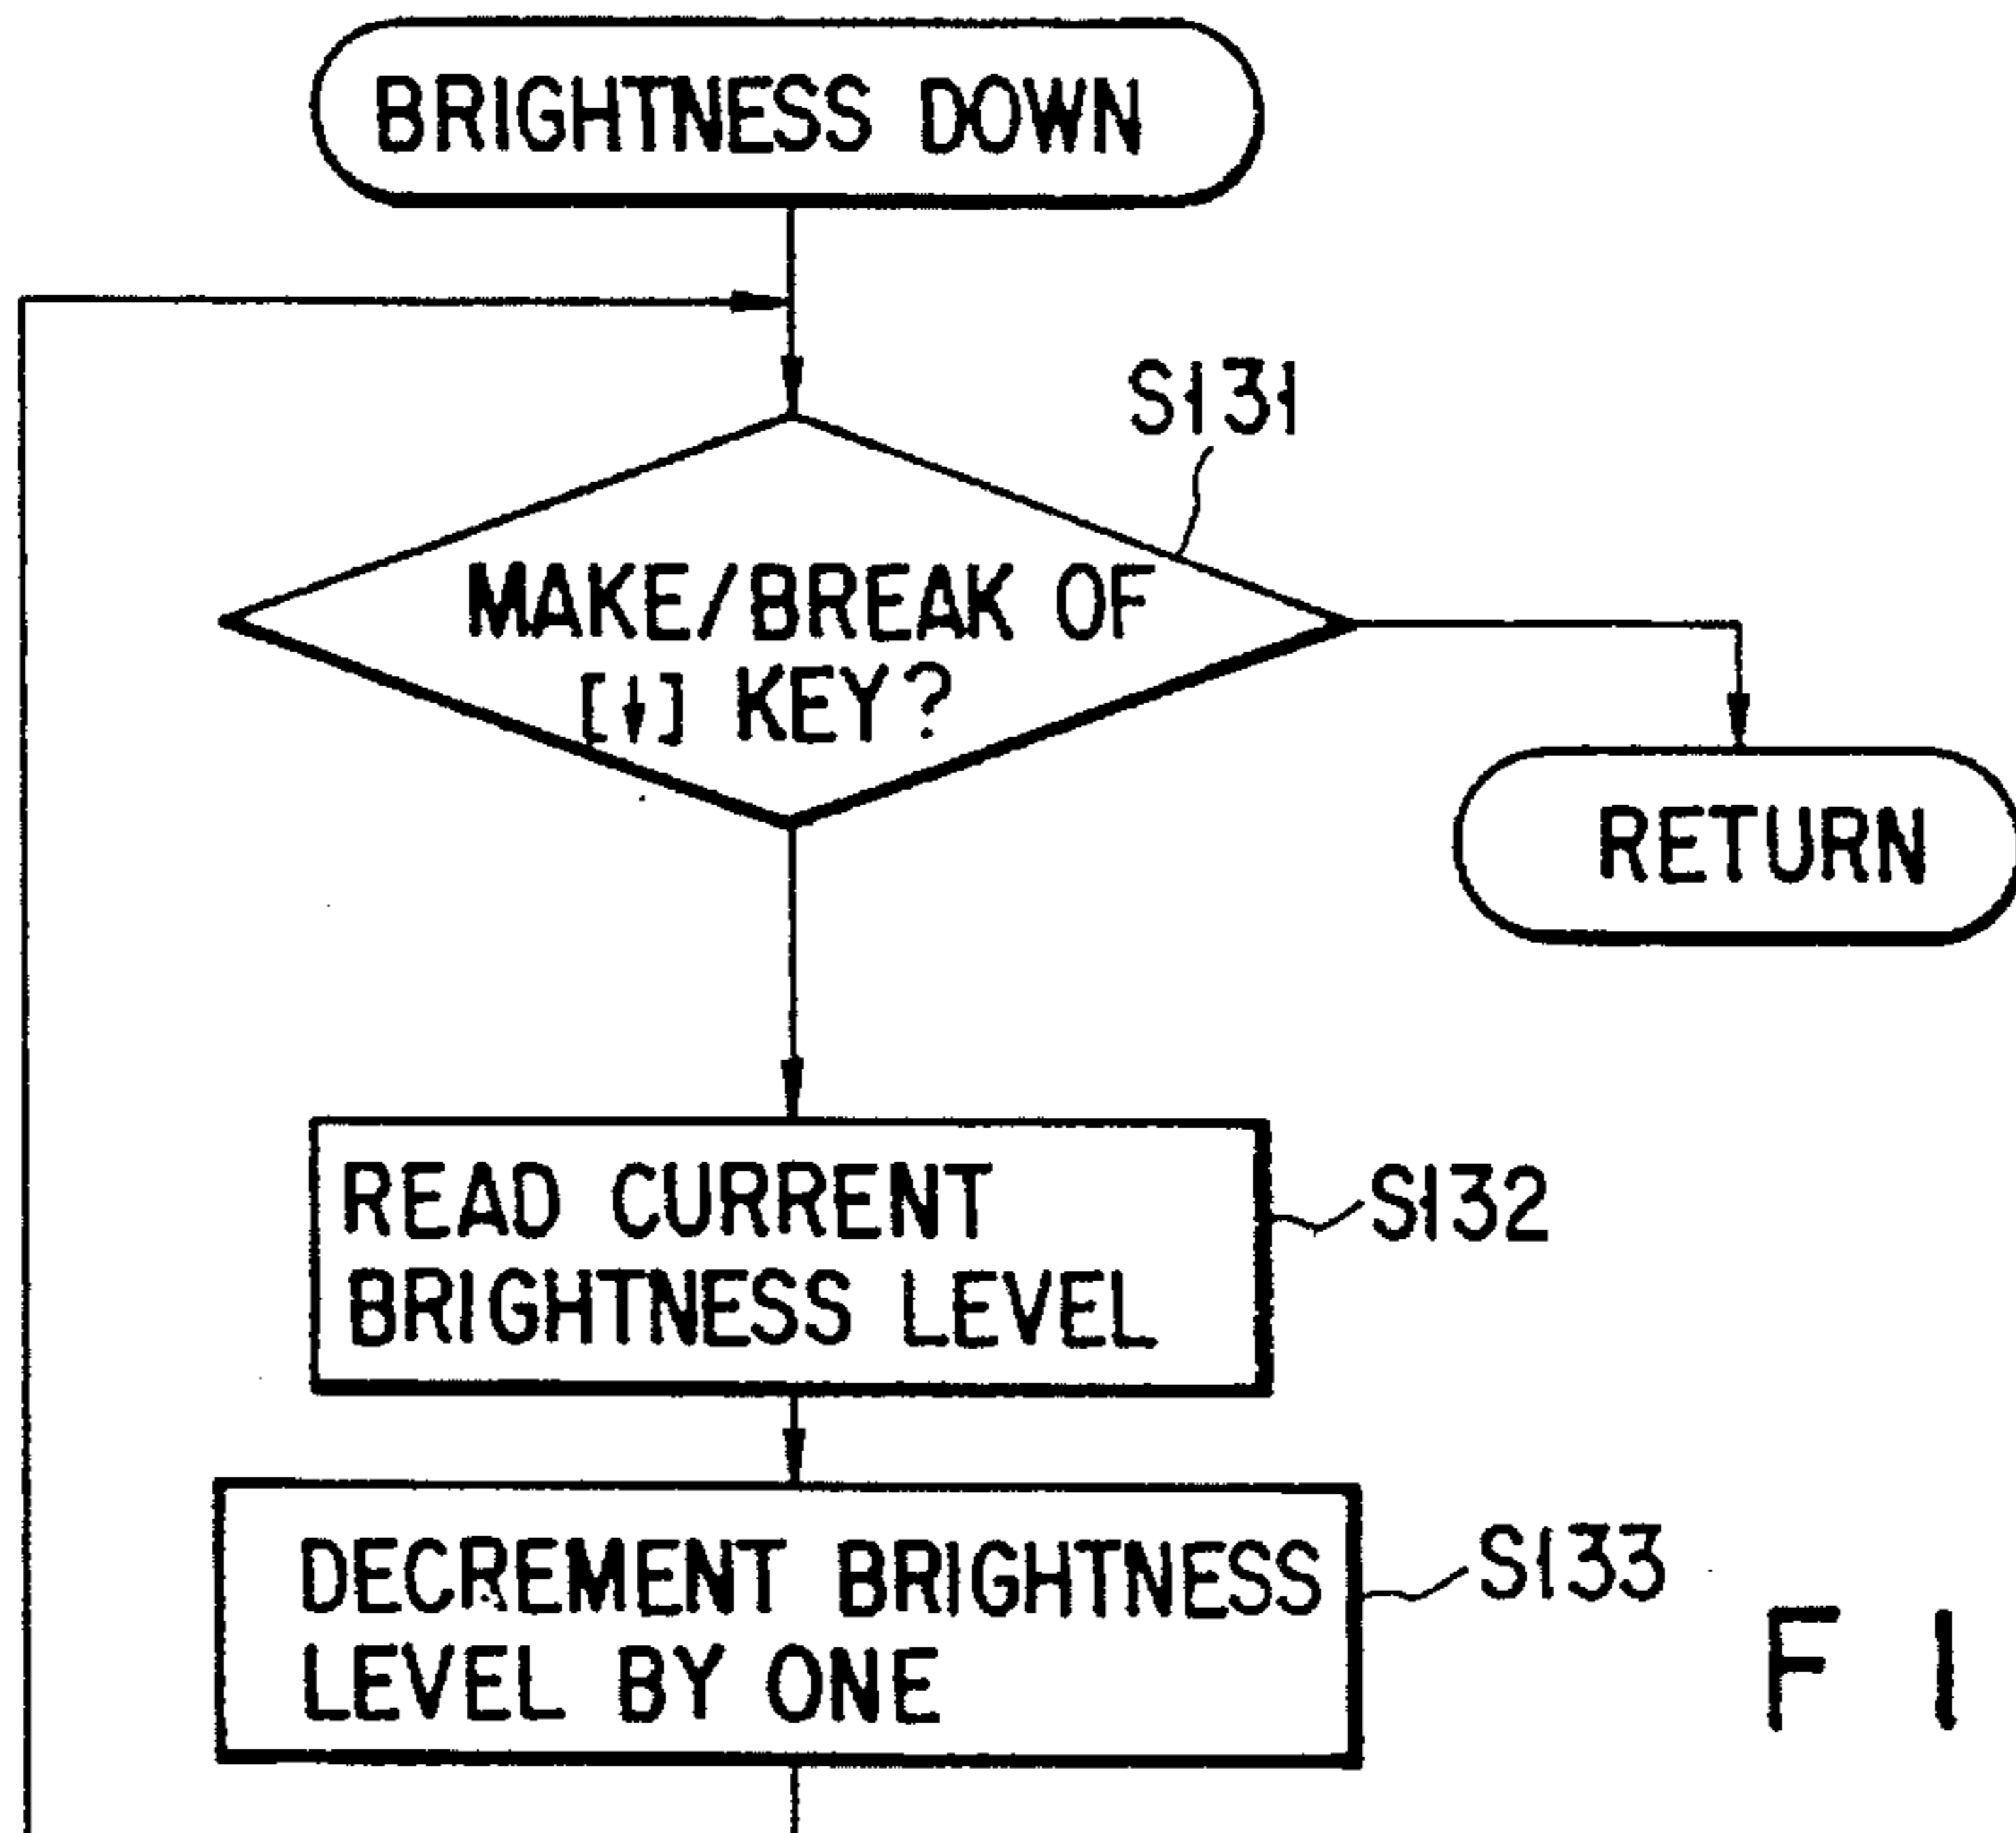 BRIGHTNESS DOWN
S131
MAKE/BREAK OF
[↓] KEY?
RETURN
READ CURRENT
BRIGHTNESS LEVEL
S132
DECREMENT BRIGHTNESS
LEVEL BY ONE
S133
F I